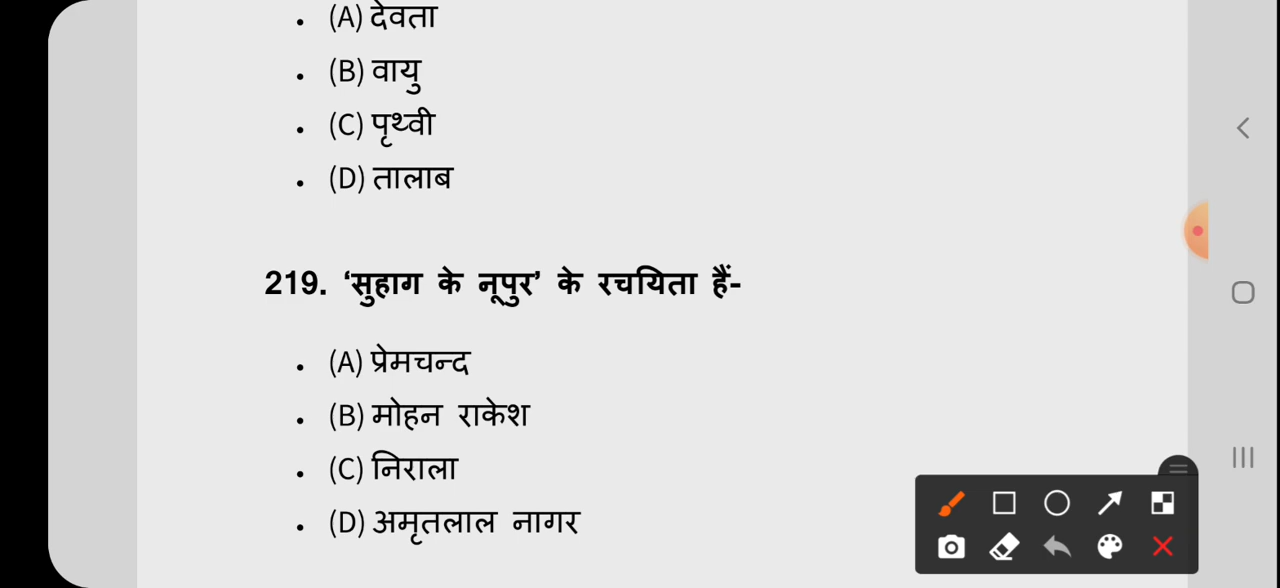 • (A) देवता
• (B) वायु
• (C) पृथ्वी
• (D) तालाब
219. ‘सुहाग के नूपुर’ के रचयिता हैं-
• (A) प्रेमचन्द
• (B) मोहन राकेश
• (C) निराला
• (D) अमृतलाल नागर